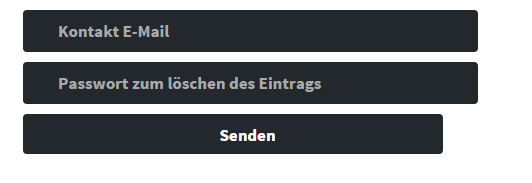 Kontakt E-Mail
Passwort zum löschen des Eintrags
Senden